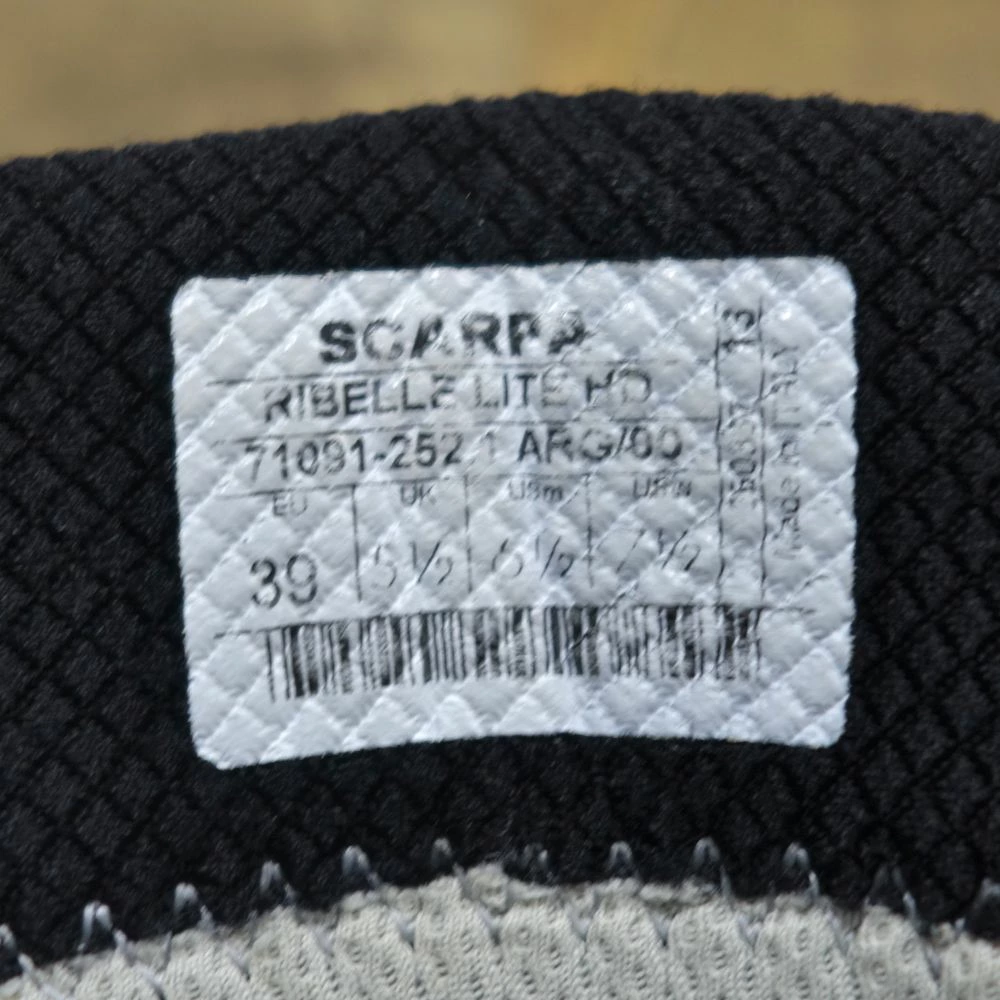 SCARPA
RIBELLE LITE HD
71091-252.1 ARG/00
EU UK USm USw
39 5½ 6½ 7½
Made in ITALY